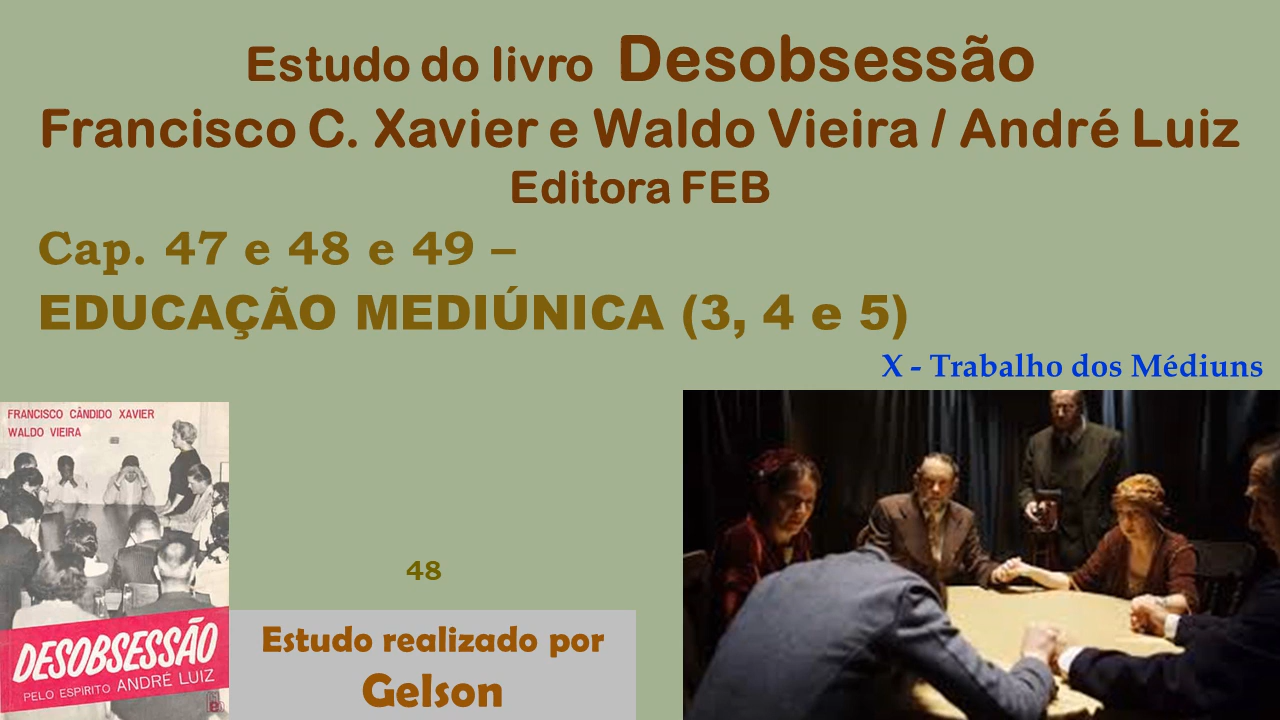 Estudo do livro Desobsessão
Francisco C. Xavier e Waldo Vieira / André Luiz
Editora FEB
Cap. 47 e 48 e 49 –
EDUCAÇÃO MEDIÚNICA (3, 4 e 5)
X - Trabalho dos Médiuns
FRANCISCO CÂNDIDO XAVIER
WALDO VIEIRA
DESOBSESSÃO
PELO ESPÍRITO ANDRÉ LUIZ
48
Estudo realizado por
Gelson